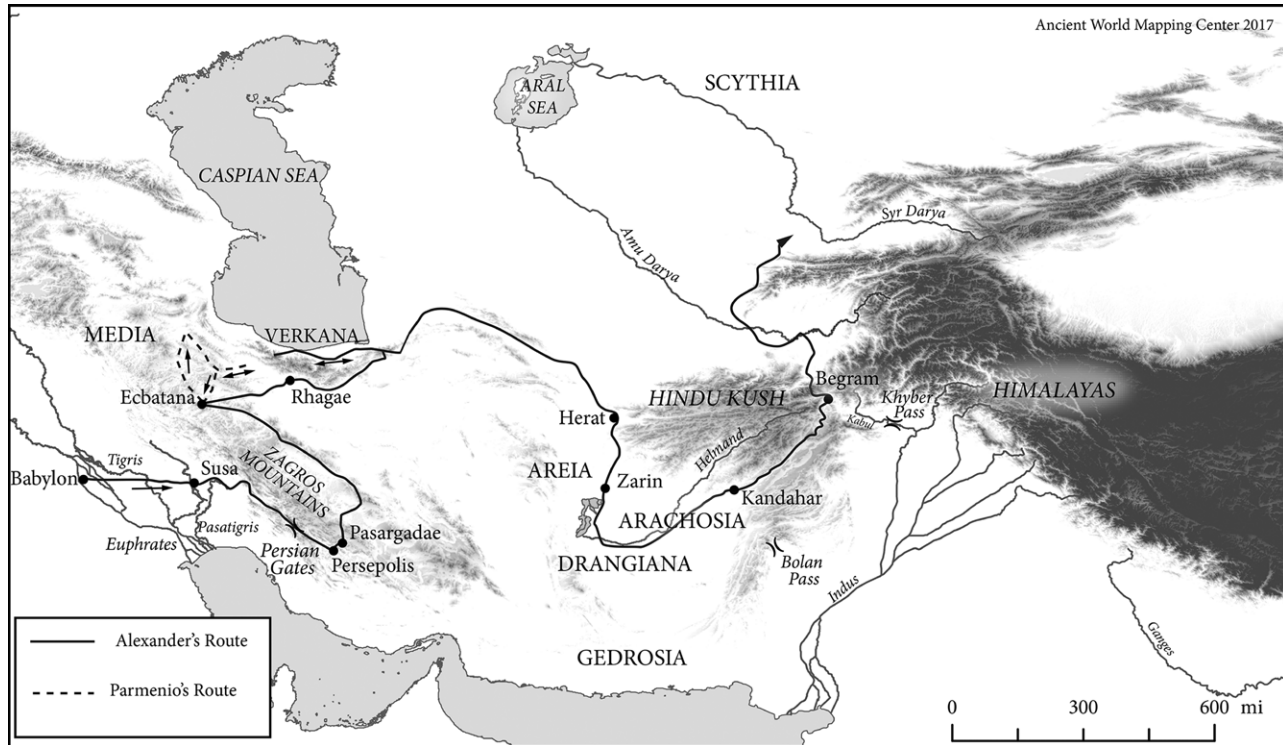 Ancient World Mapping Center 2017
SCYTHIA
ARAL
SEA
CASPIAN SEA
Syr Darya
Amu Darya
MEDIA
VERKANA
Ecbatana
Rhagae
Begram
HINDU KUSH
Khyber
Pass
HIMALAYAS
Herat
Kabul
Helmand
ZAGROS
MOUNTAINS
Tigris
Susa
Babylon
AREIA
Zarin
Kandahar
Pasatigris
Euphrates
Pasargadae
Persian
Gates
Persepolis
ARACHOSIA
DRANGIANA
Bolan
Pass
Indus
Ganges
GEDROSIA
Alexander's Route
Parmenio's Route
0 300 600 mi